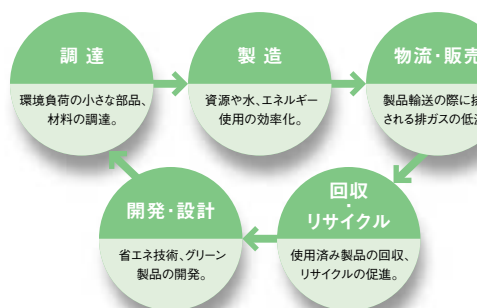 調達
環境負荷の小さな部品、
材料の調達。
製造
資源や水、エネルギー
使用の効率化。
物流・販売
製品輸送の際に
される排ガスの
回収
・
リサイクル
使用済み製品の回収、
リサイクルの促進。
開発・設計
省エネ技術、グリーン
製品の開発。